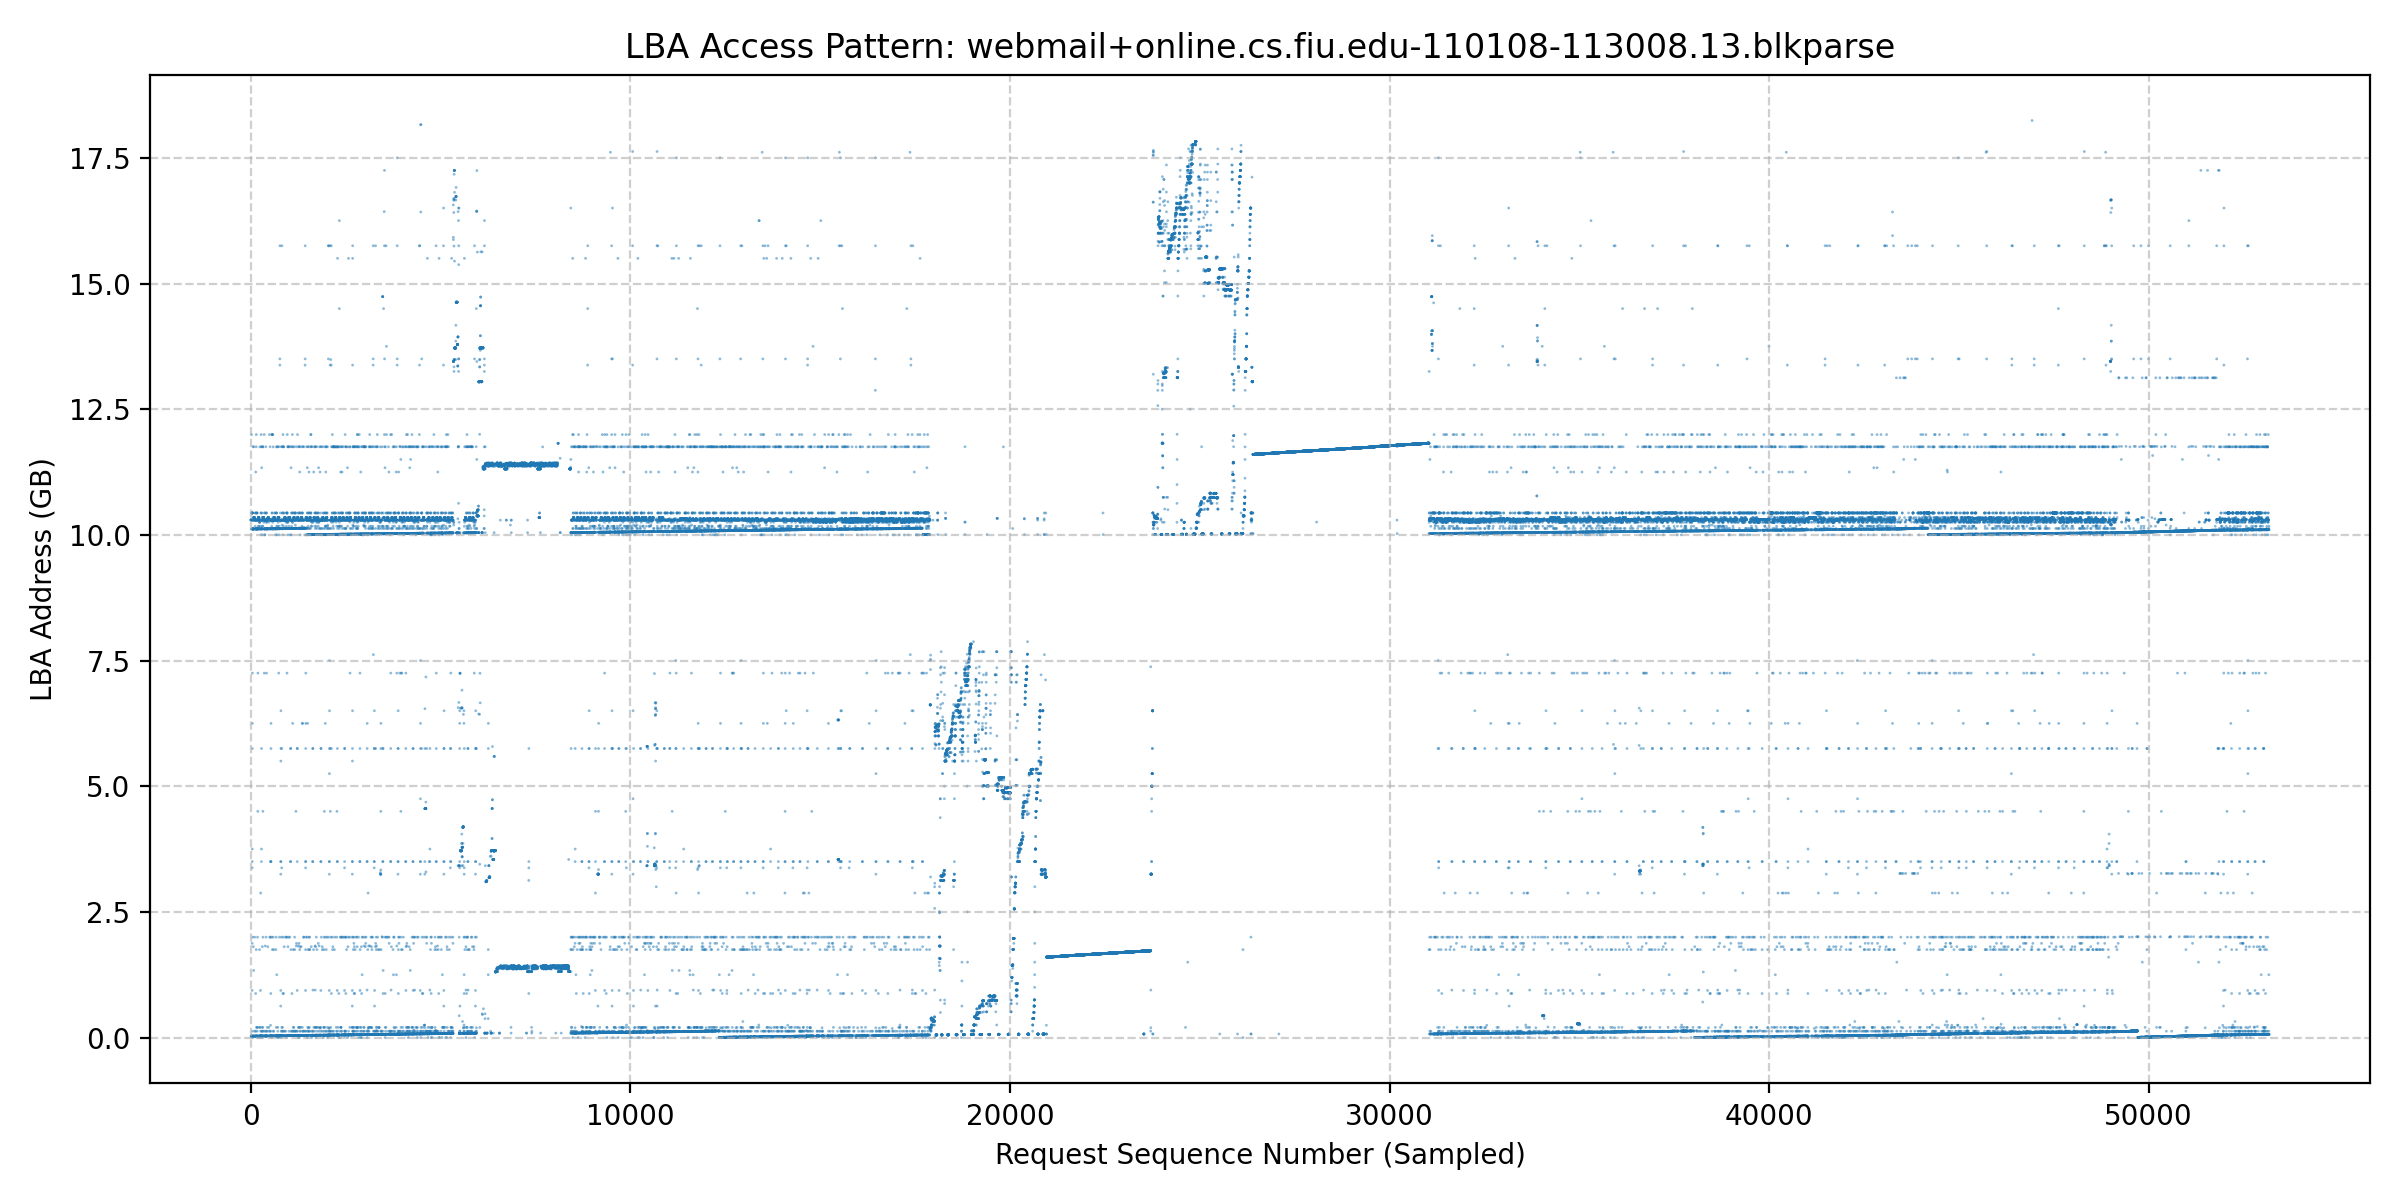 LBA Access Pattern: webmail+online.cs.fiu.edu-110108-113008.13.blkparse
LBA Address (GB)
17.5
15.0
12.5
10.0
7.5
5.0
2.5
0.0
0 10000 20000 30000 40000 50000
Request Sequence Number (Sampled)